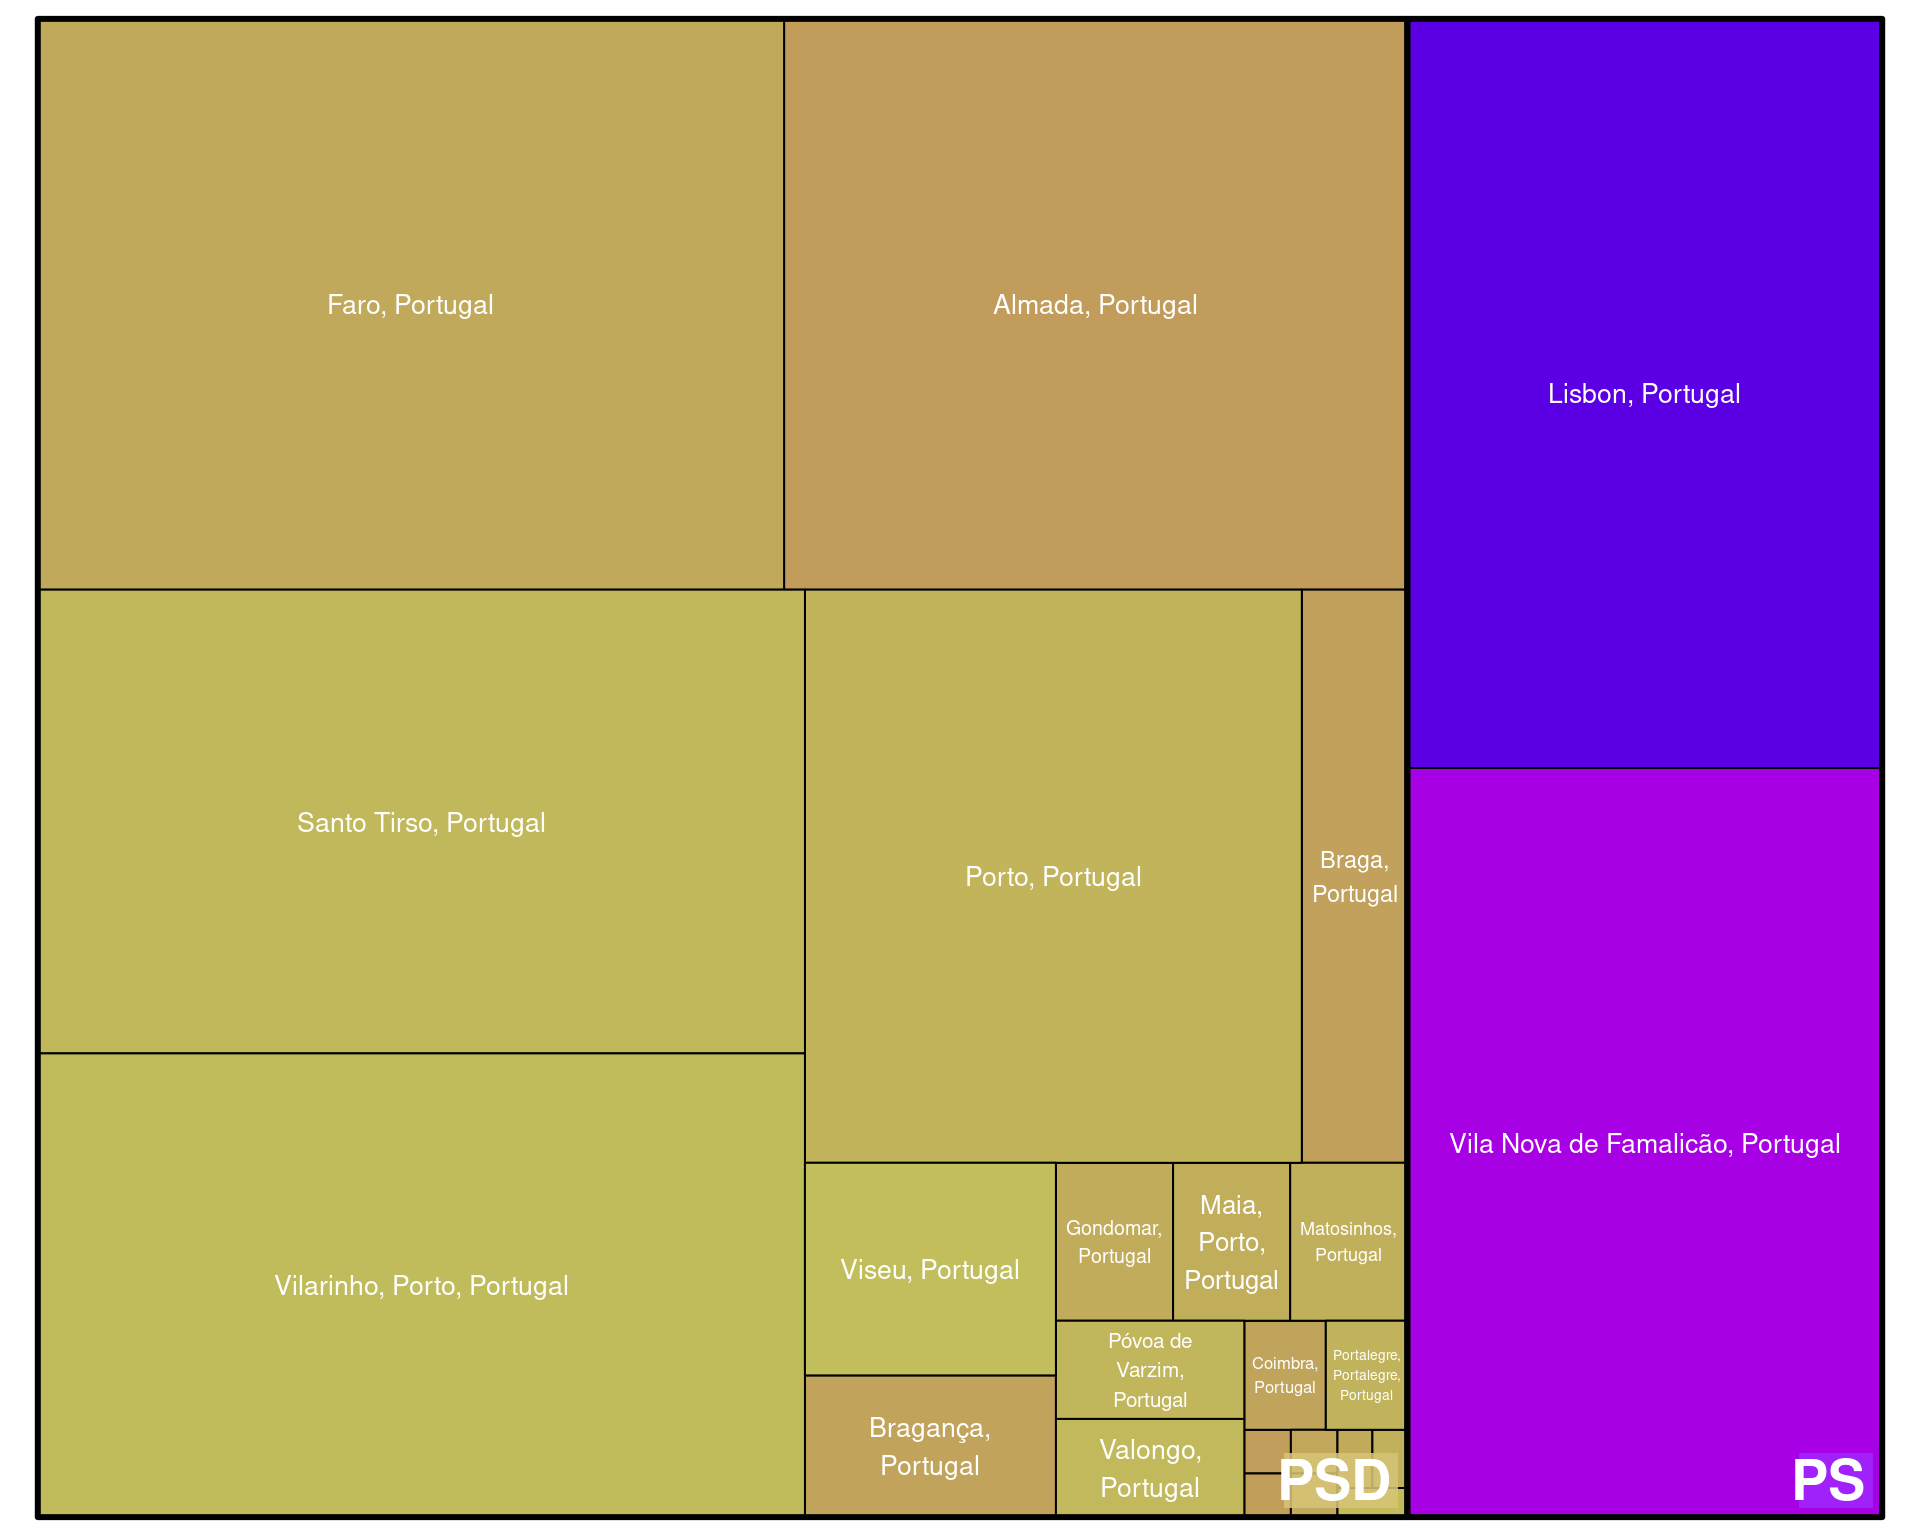 Faro, Portugal
Almada, Portugal
Lisbon, Portugal
Santo Tirso, Portugal
Porto, Portugal
Braga,
Portugal
Vila Nova de Famalicão, Portugal
Vilarinho, Porto, Portugal
Viseu, Portugal
Gondomar,
Portugal
Maia,
Porto,
Portugal
Matosinhos,
Portugal
Póvoa de
Varzim,
Portugal
Coimbra,
Portugal
Portalegre,
Portalegre,
Portugal
Bragança,
Portugal
Valongo,
Portugal
PSD
PS